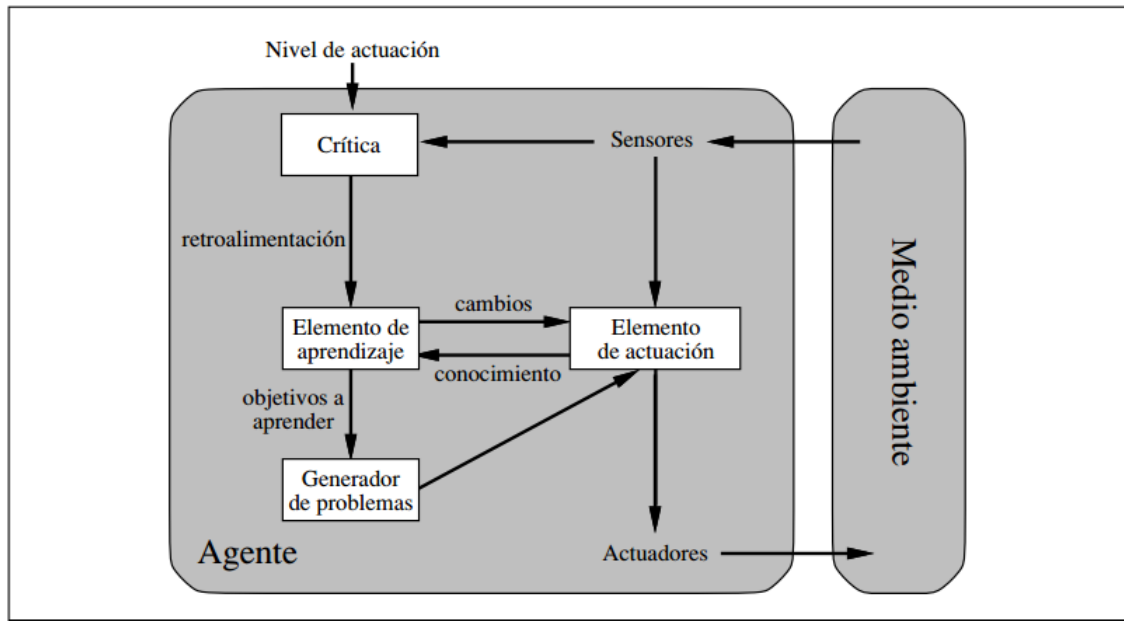 Nivel de actuación
Crítica
Sensores
retroalimentación
cambios
Elemento de
aprendizaje
Elemento
de actuación
conocimiento
objetivos a
aprender
Generador
de problemas
Agente
Actuadores
Medio ambiente